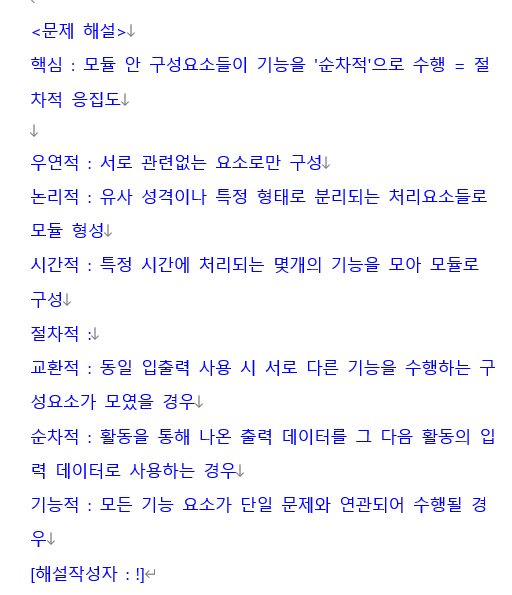 <문제 해설>↓
핵심 : 모듈 안 구성요소들이 기능을 '순차적'으로 수행 = 절
차적 응집도↓
↓
우연적 : 서로 관련없는 요소로만 구성↓
논리적 : 유사 성격이나 특정 형태로 분리되는 처리요소들로
모듈 형성↓
시간적 : 특정 시간에 처리되는 몇개의 기능을 모아 모듈로
구성↓
절차적 :↓
교환적 : 동일 입출력 사용 시 서로 다른 기능을 수행하는 구
성요소가 모였을 경우↓
순차적 : 활동을 통해 나온 출력 데이터를 그 다음 활동의 입
력 데이터로 사용하는 경우↓
기능적 : 모든 기능 요소가 단일 문제와 연관되어 수행될 경
우↓
[해설작성자 : !]↵